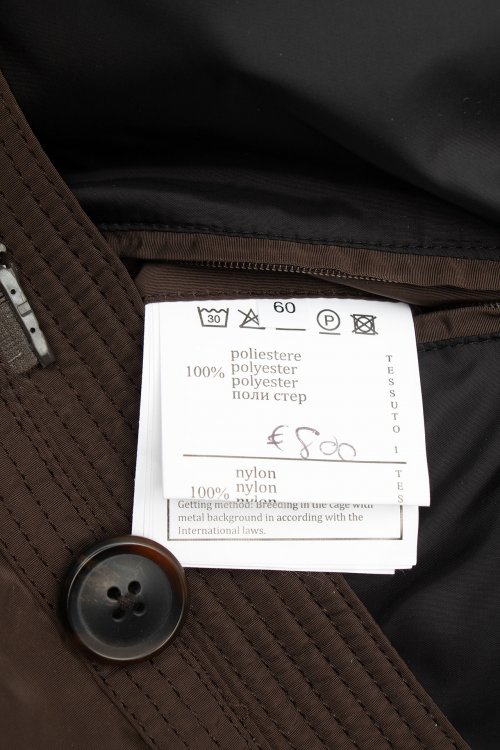 60
30 P
poliestere
100% polyester
polyester
поли стер
TESSUTO 1
€ 800
nylon
100% nylon
nylon
TES
Getting method: Breeding in the cage with
metal background in according with the
International laws.